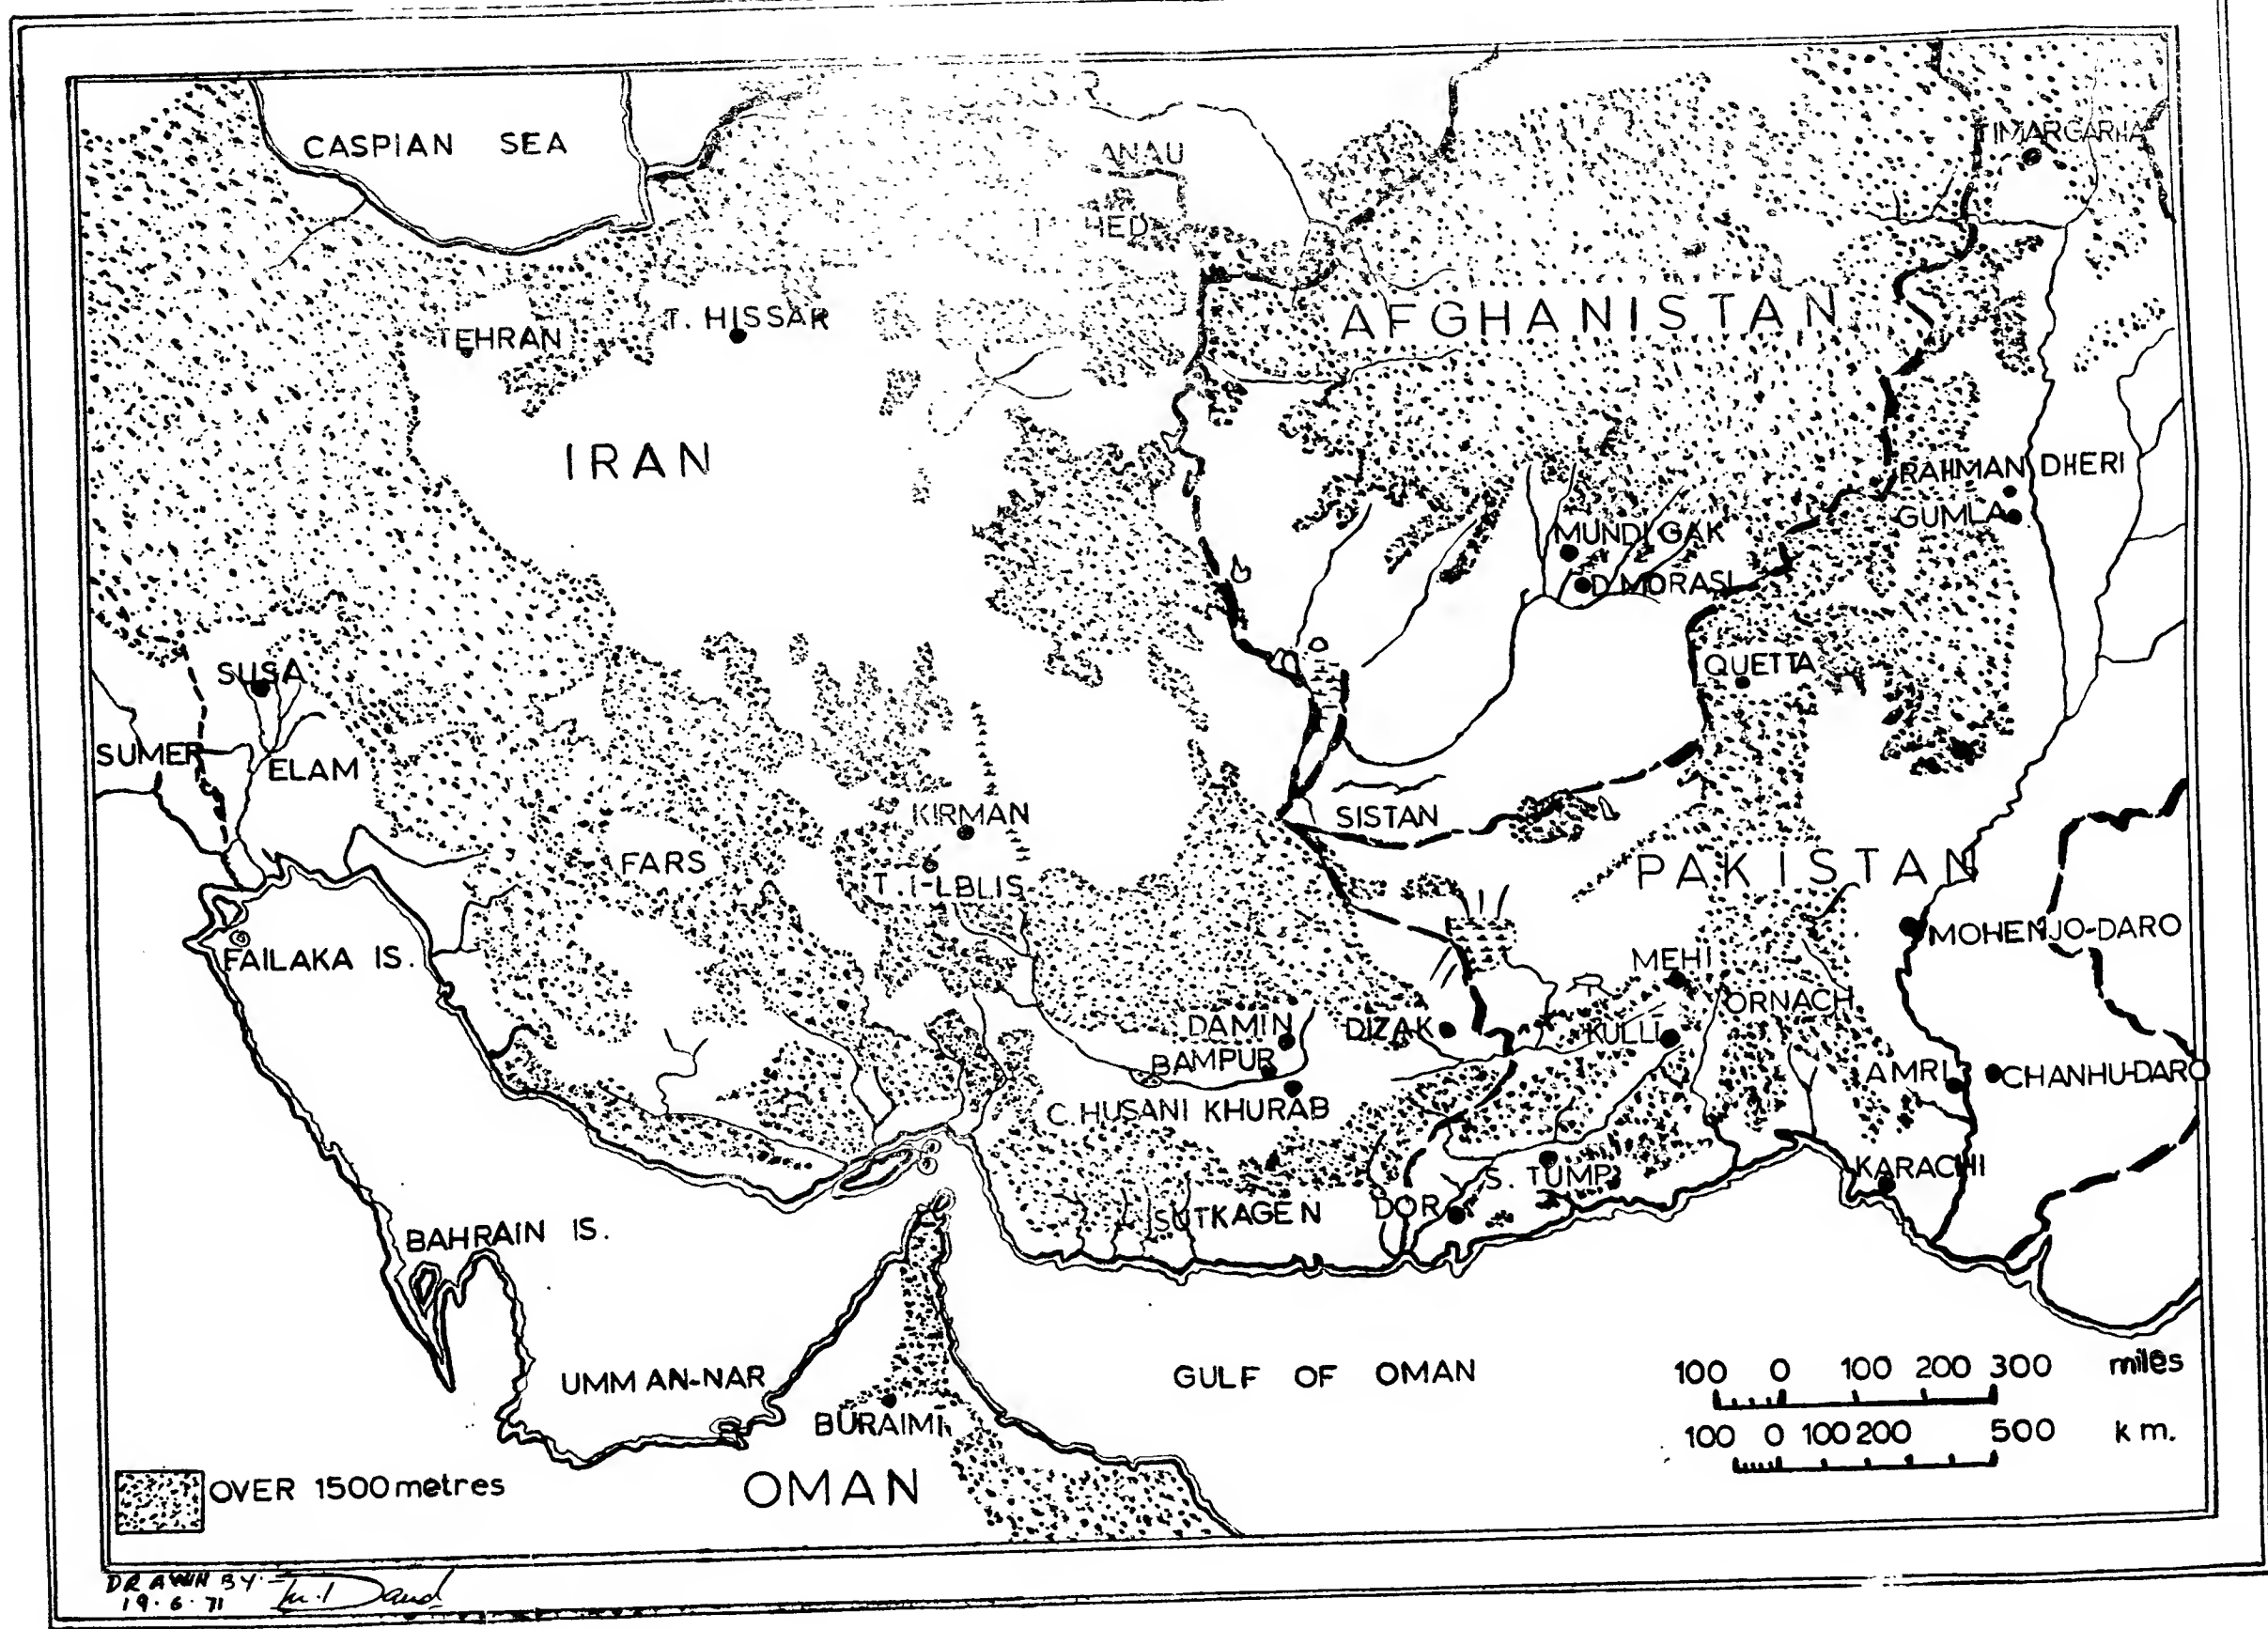 CASPIAN SEA
ANAU
TIMARGARHA
T. HISSAR
TEHRAN
AFGHANISTAN
IRAN
RAHMAN DHERI
GUMLA
MUNDIGAK
D MORASI
SUSA
QUETTA
SUMER
ELAM
KIRMAN
SISTAN
FARS
T. I-LBLIS
PAKISTAN
MOHENJO-DARO
FAILAKA IS.
MEHI
ORNACH
DAMIN
DIZAK
KULLI
BAMPUR
AMRI
CHANHU-DARO
C.HUSANI KHURAB
KARACHI
S. TUMP
SUTKAGEN
DOR
BAHRAIN IS.
UMM AN-NAR
GULF OF OMAN
100 0 100 200 300 miles
BURAIMI
100 0 100 200 500 km.
OVER 1500 metres
OMAN
DRAWN BY
19.6.71